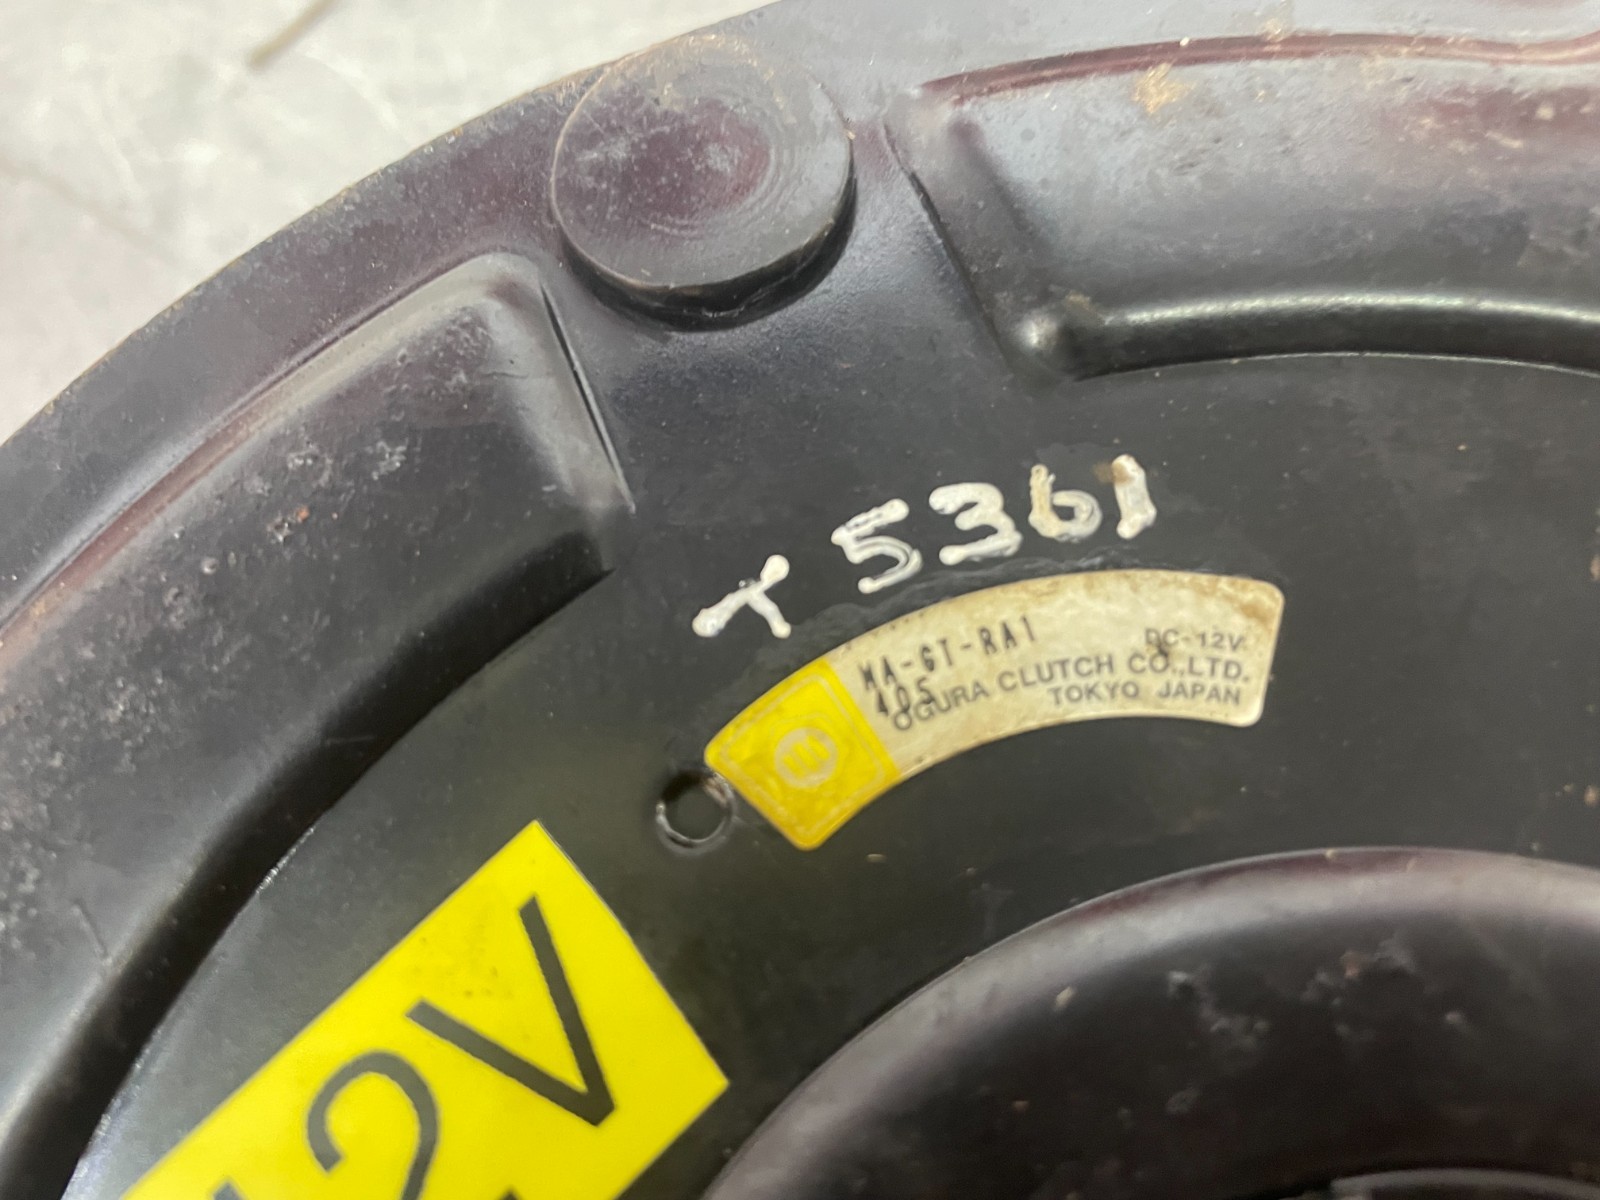 T 5361
MA-GT-RA1
405
DC-12V
OGURA CLUTCH CO.,LTD.
TOKYO JAPAN
12V